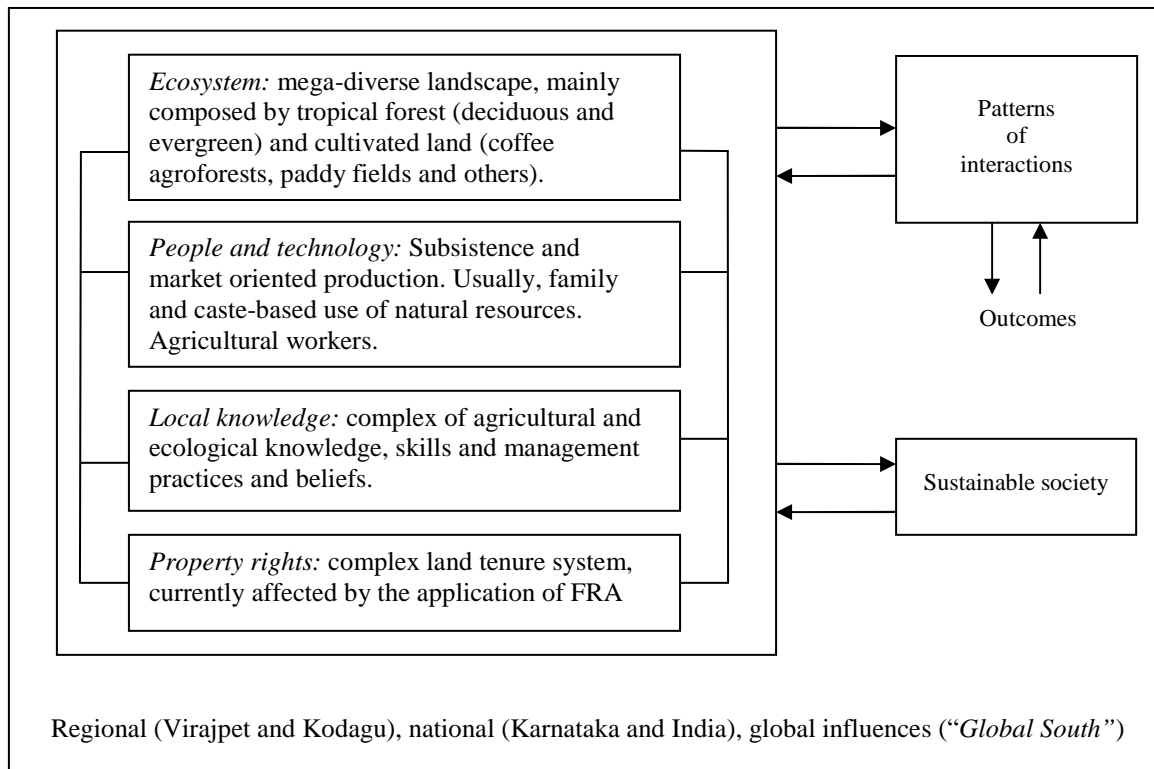 Ecosystem: mega-diverse landscape, mainly
composed by tropical forest (deciduous and
evergreen) and cultivated land (coffee
agroforests, paddy fields and others).
People and technology: Subsistence and
market oriented production. Usually, family
and caste-based use of natural resources.
Agricultural workers.
Local knowledge: complex of agricultural and
ecological knowledge, skills and management
practices and beliefs.
Property rights: complex land tenure system,
currently affected by the application of FRA
Patterns
of
interactions
Outcomes
Sustainable society
Regional (Virajpet and Kodagu), national (Karnataka and India), global influences (“Global South”)